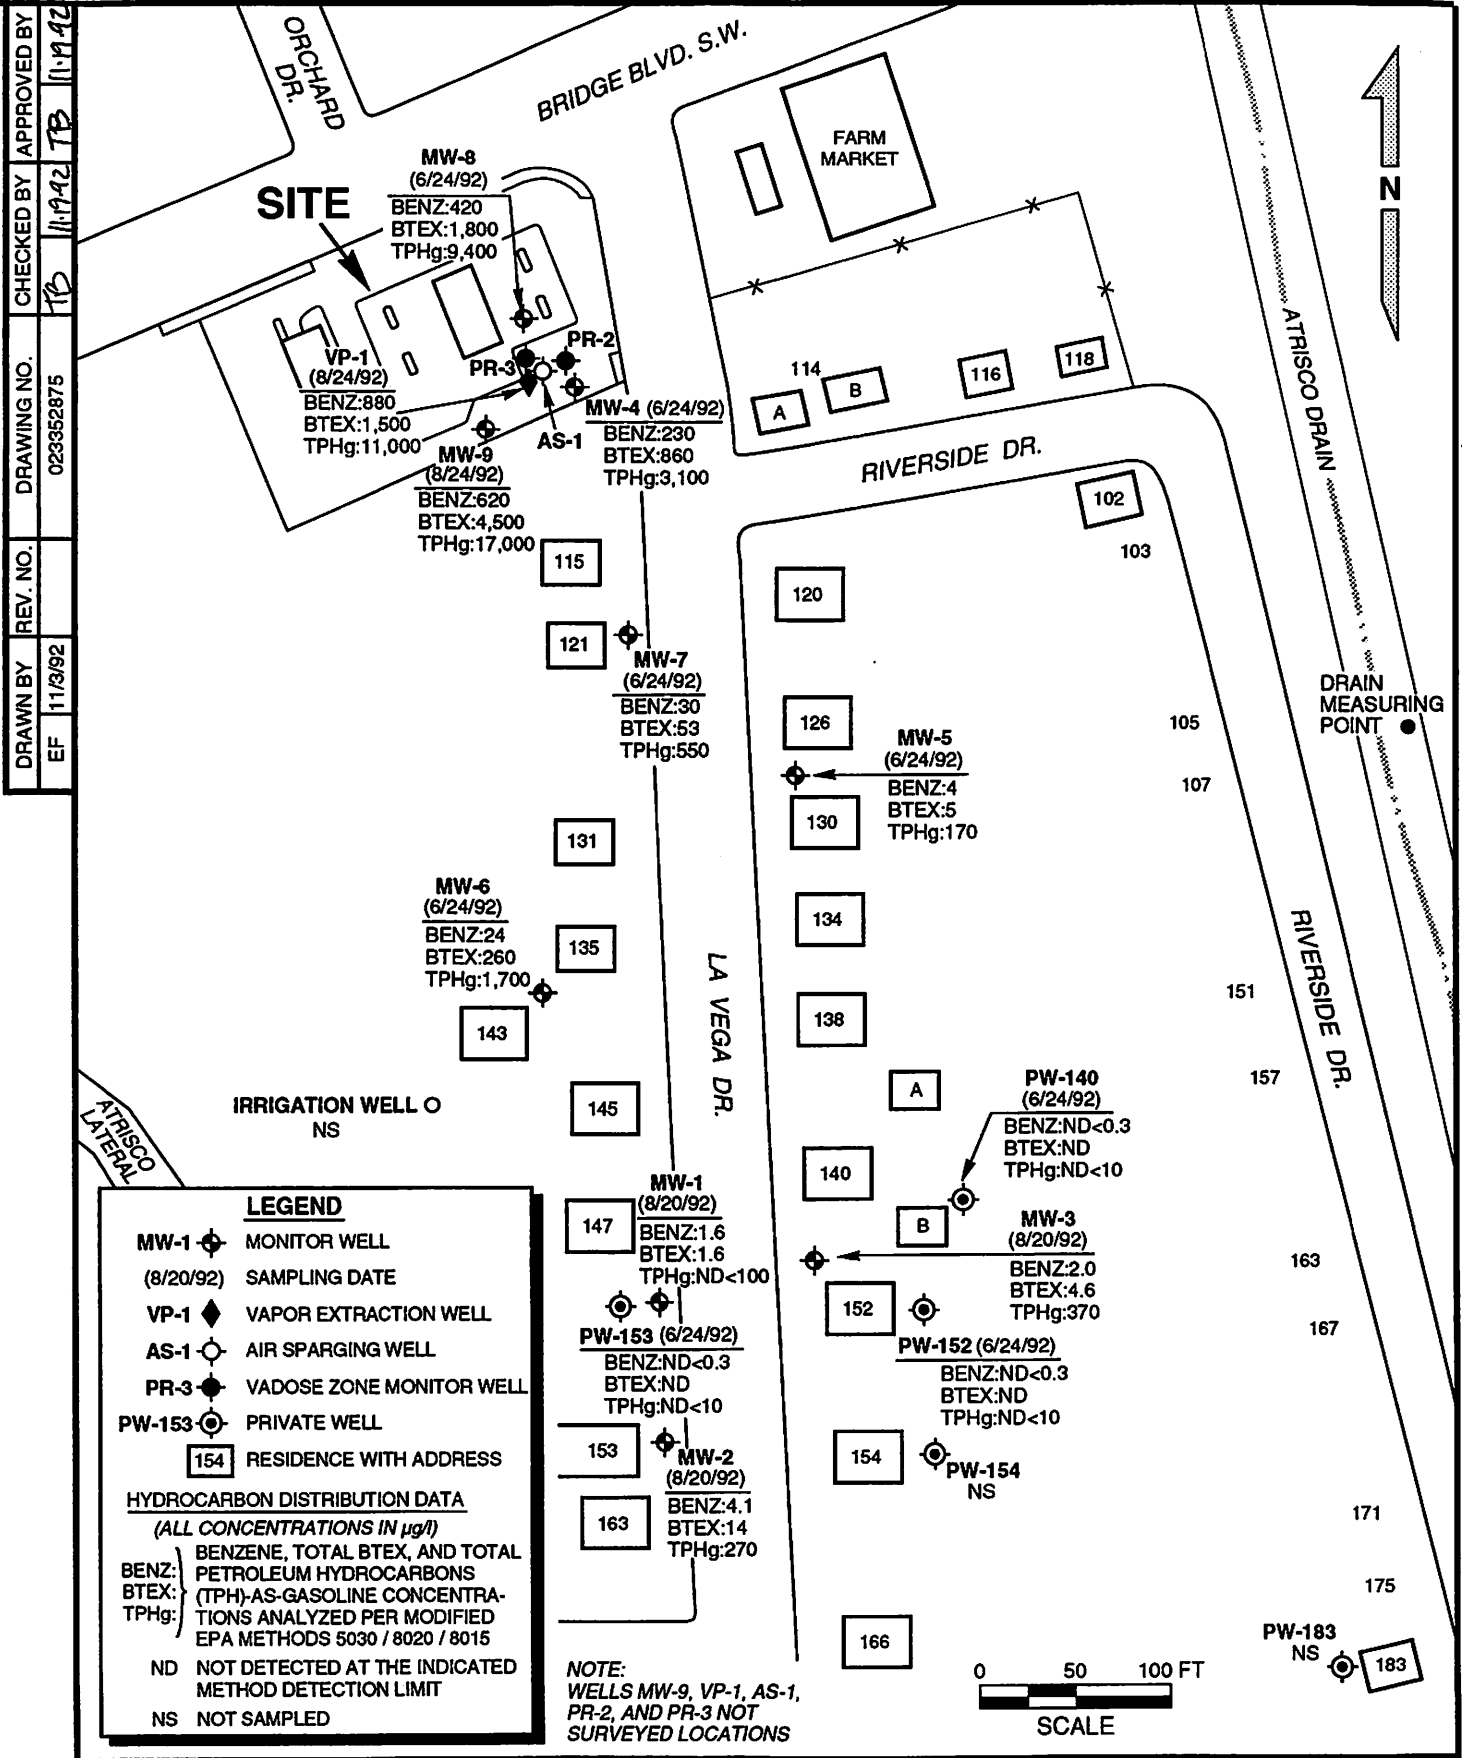 DRAWN BY
EF
11/3/92
REV. NO.
DRAWING NO.
023352875
CHECKED BY
TB
11.19.92
APPROVED BY
TB
11.19.92
ORCHARD
DR.
BRIDGE BLVD. S.W.
FARM
MARKET
N
SITE
MW-8
(6/24/92)
BENZ:420
BTEX:1,800
TPHg:9,400
VP-1
(8/24/92)
BENZ:880
BTEX:1,500
TPHg:11,000
PR-3
PR-2
AS-1
MW-4 (6/24/92)
BENZ:230
BTEX:860
TPHg:3,100
MW-9
(8/24/92)
BENZ:620
BTEX:4,500
TPHg:17,000
114
A
B
116
118
RIVERSIDE DR.
ATRISCO DRAIN
102
103
115
120
121
MW-7
(6/24/92)
BENZ:30
BTEX:53
TPHg:550
126
MW-5
(6/24/92)
BENZ:4
BTEX:5
TPHg:170
105
107
DRAIN
MEASURING
POINT
130
131
MW-6
(6/24/92)
BENZ:24
BTEX:260
TPHg:1,700
134
135
LA VEGA DR.
RIVERSIDE DR.
138
143
151
157
A
PW-140
(6/24/92)
BENZ:ND<0.3
BTEX:ND
TPHg:ND<10
IRRIGATION WELL
NS
145
ATRISCO
LATERAL
140
B
MW-1
(8/20/92)
BENZ:1.6
BTEX:1.6
TPHg:ND<100
147
MW-3
(8/20/92)
BENZ:2.0
BTEX:4.6
TPHg:370
163
152
167
PW-153 (6/24/92)
BENZ:ND<0.3
BTEX:ND
TPHg:ND<10
PW-152 (6/24/92)
BENZ:ND<0.3
BTEX:ND
TPHg:ND<10
153
MW-2
(8/20/92)
BENZ:4.1
BTEX:14
TPHg:270
154
PW-154
NS
163
171
175
166
PW-183
NS
183
LEGEND
MW-1 MONITOR WELL
(8/20/92) SAMPLING DATE
VP-1 VAPOR EXTRACTION WELL
AS-1 AIR SPARGING WELL
PR-3 VADOSE ZONE MONITOR WELL
PW-153 PRIVATE WELL
154 RESIDENCE WITH ADDRESS
HYDROCARBON DISTRIBUTION DATA
(ALL CONCENTRATIONS IN µg/l)
BENZ:
BTEX:
TPHg:
BENZENE, TOTAL BTEX, AND TOTAL
PETROLEUM HYDROCARBONS
(TPH)-AS-GASOLINE CONCENTRA-
TIONS ANALYZED PER MODIFIED
EPA METHODS 5030 / 8020 / 8015
ND NOT DETECTED AT THE INDICATED
METHOD DETECTION LIMIT
NS NOT SAMPLED
NOTE:
WELLS MW-9, VP-1, AS-1,
PR-2, AND PR-3 NOT
SURVEYED LOCATIONS
0 50 100 FT
SCALE